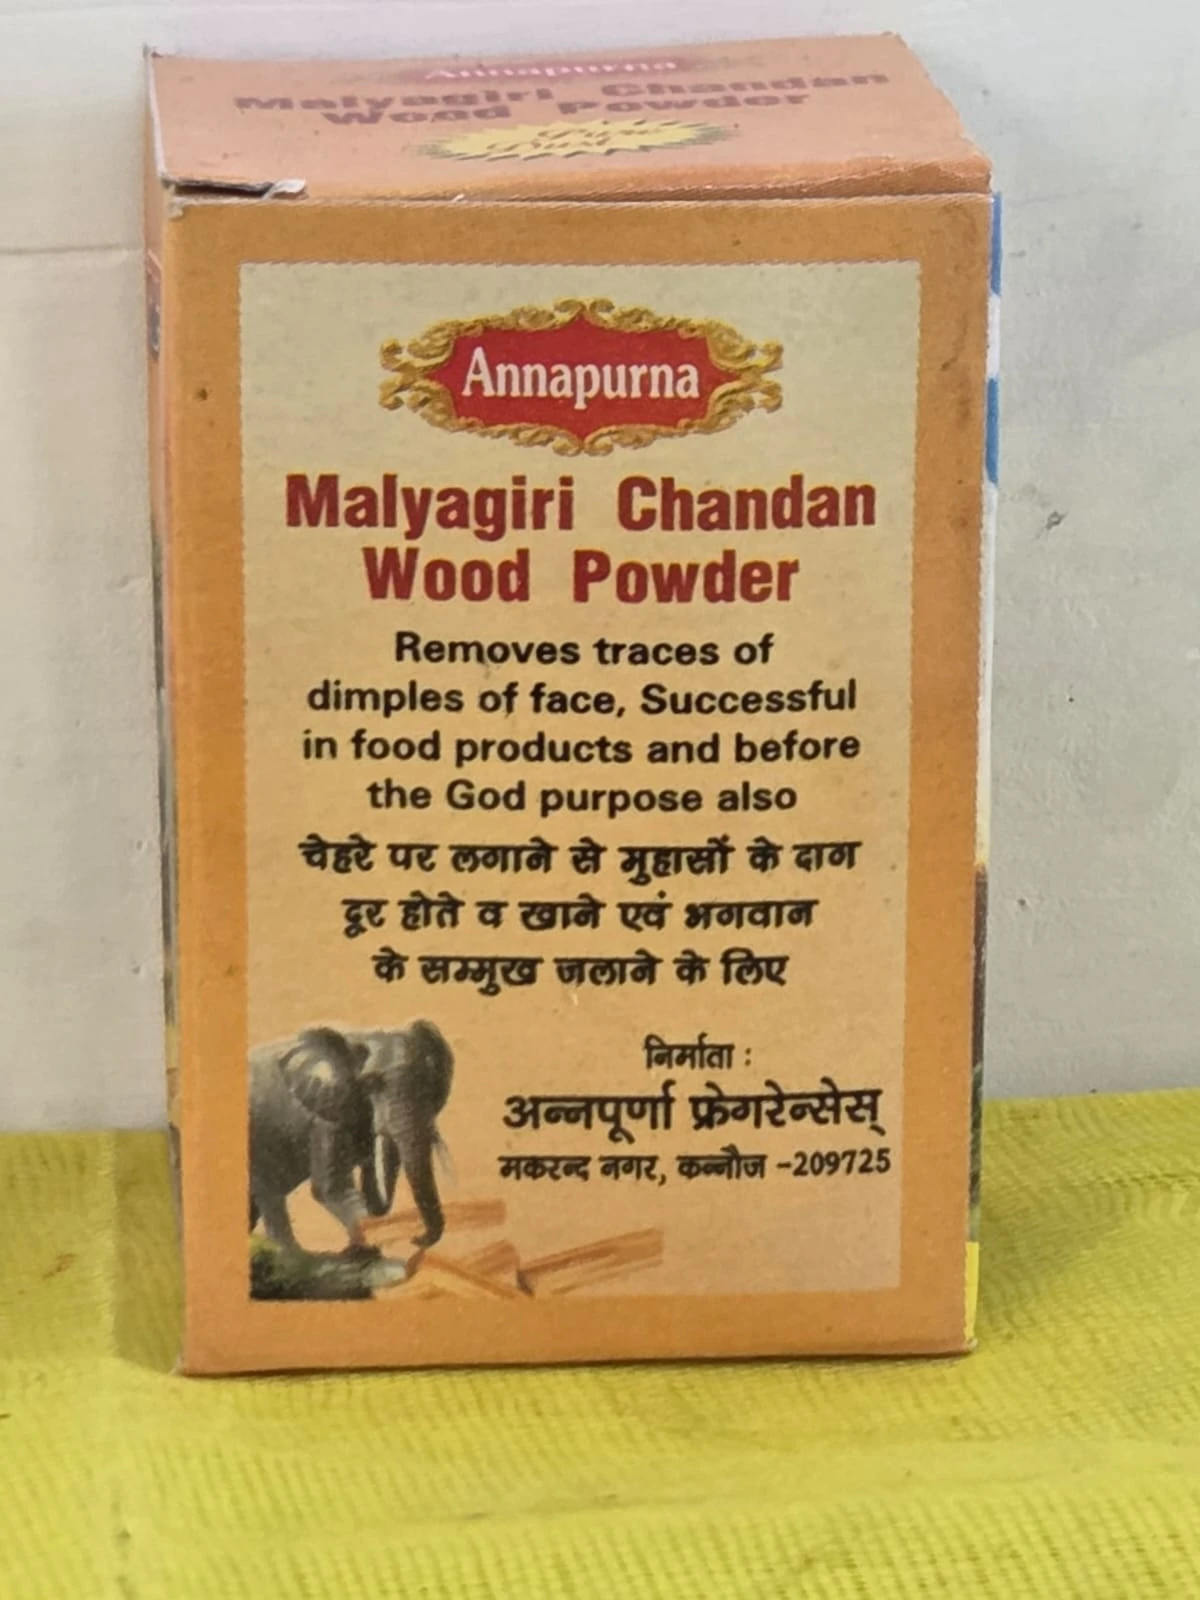 Annapurna
Malyagiri Chandan
Wood Powder
Pure
Dust
Annapurna
Malyagiri Chandan
Wood Powder
Removes traces of
dimples of face, Successful
in food products and before
the God purpose also
चेहरे पर लगाने से मुहासों के दाग
दूर होते व खाने एवं भगवान
के सम्मुख जलाने के लिए
निर्माता :
अन्नपूर्णा फ्रेगरेन्सेस्
मकरन्द नगर, कन्नौज -209725